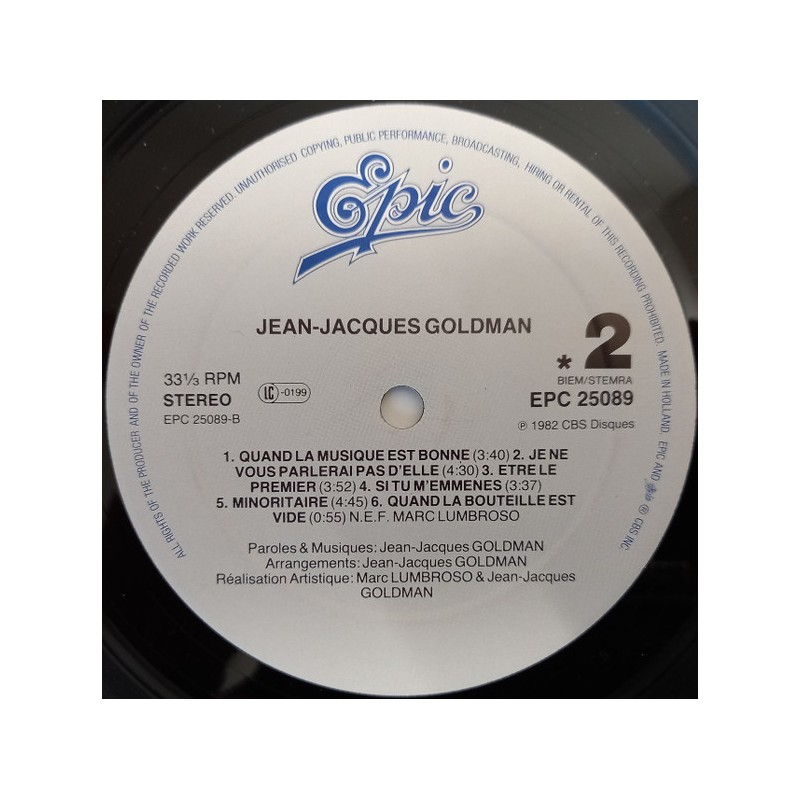 ALL RIGHTS OF THE PRODUCER AND OF THE OWNER OF THE RECORDED WORK RESERVED. UNAUTHORISED COPYING, PUBLIC PERFORMANCE, BROADCASTING, HIRING OR RENTAL OF THIS RECORDING PROHIBITED. MADE IN HOLLAND. EPIC AND Epic ® CBS INC.
Epic
JEAN-JACQUES GOLDMAN
* 2
33⅓ RPM
STEREO
EPC 25089-B
LC -0199
BIEM/STEMRA
EPC 25089
℗ 1982 CBS Disques
1. QUAND LA MUSIQUE EST BONNE (3:40) 2. JE NE
VOUS PARLERAI PAS D'ELLE (4:30) 3. ETRE LE
PREMIER (3:52) 4. SI TU M'EMMENES (3:37)
5. MINORITAIRE (4:45) 6. QUAND LA BOUTEILLE EST
VIDE (0:55) N.E.F. MARC LUMBROSO
Paroles & Musiques: Jean-Jacques GOLDMAN
Arrangements: Jean-Jacques GOLDMAN
Réalisation Artistique: Marc LUMBROSO & Jean-Jacques
GOLDMAN